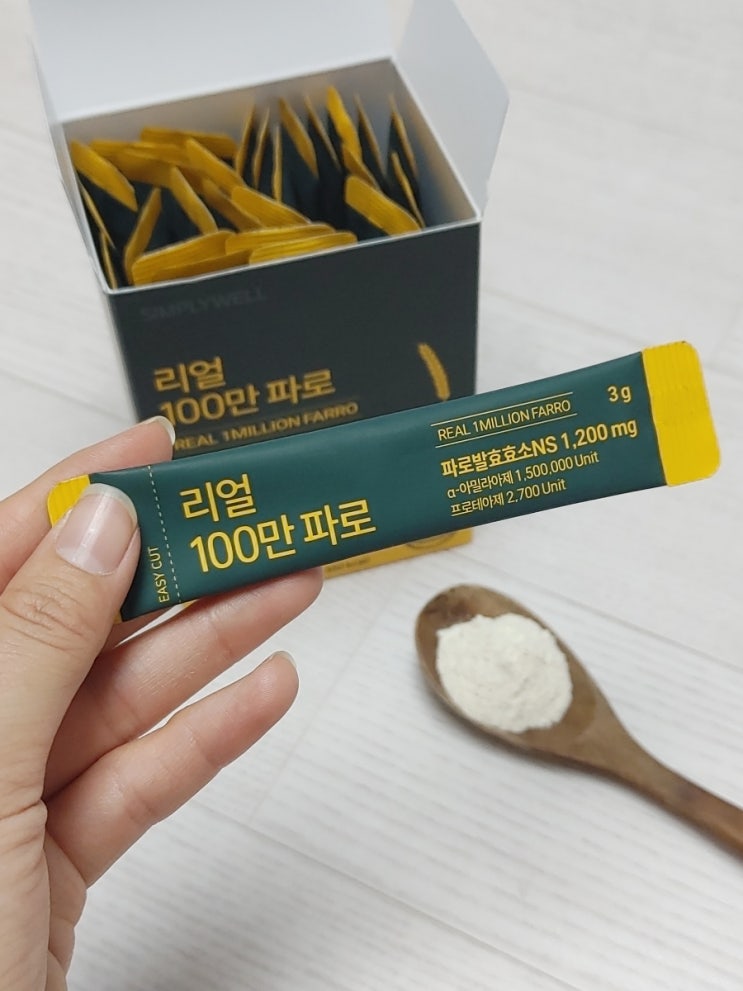 SIMPLYWELL
리얼
100만 파로
REAL 1MILLION FARRO
EASY CUT
리얼
100만 파로
REAL 1MILLION FARRO
3g
파로발효효소NS 1,200 mg
α-아밀라아제 1,500,000 Unit
프로테아제 2,700 Unit